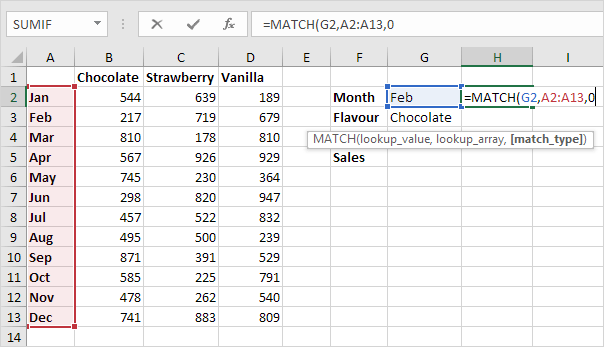 SUMIF =MATCH(G2,A2:A13,0
A B C D E F G H I
1 Chocolate Strawberry Vanilla
2 Jan 544 639 189 Month Feb =MATCH(G2,A2:A13,0
3 Feb 217 719 679 Flavour Chocolate
4 Mar 810 178 810 MATCH(lookup_value, lookup_array, [match_type])
5 Apr 567 926 929 Sales
6 May 745 230 364
7 Jun 298 820 947
8 Jul 457 522 832
9 Aug 495 500 239
10 Sep 871 391 529
11 Oct 585 225 791
12 Nov 478 262 540
13 Dec 741 883 809
14